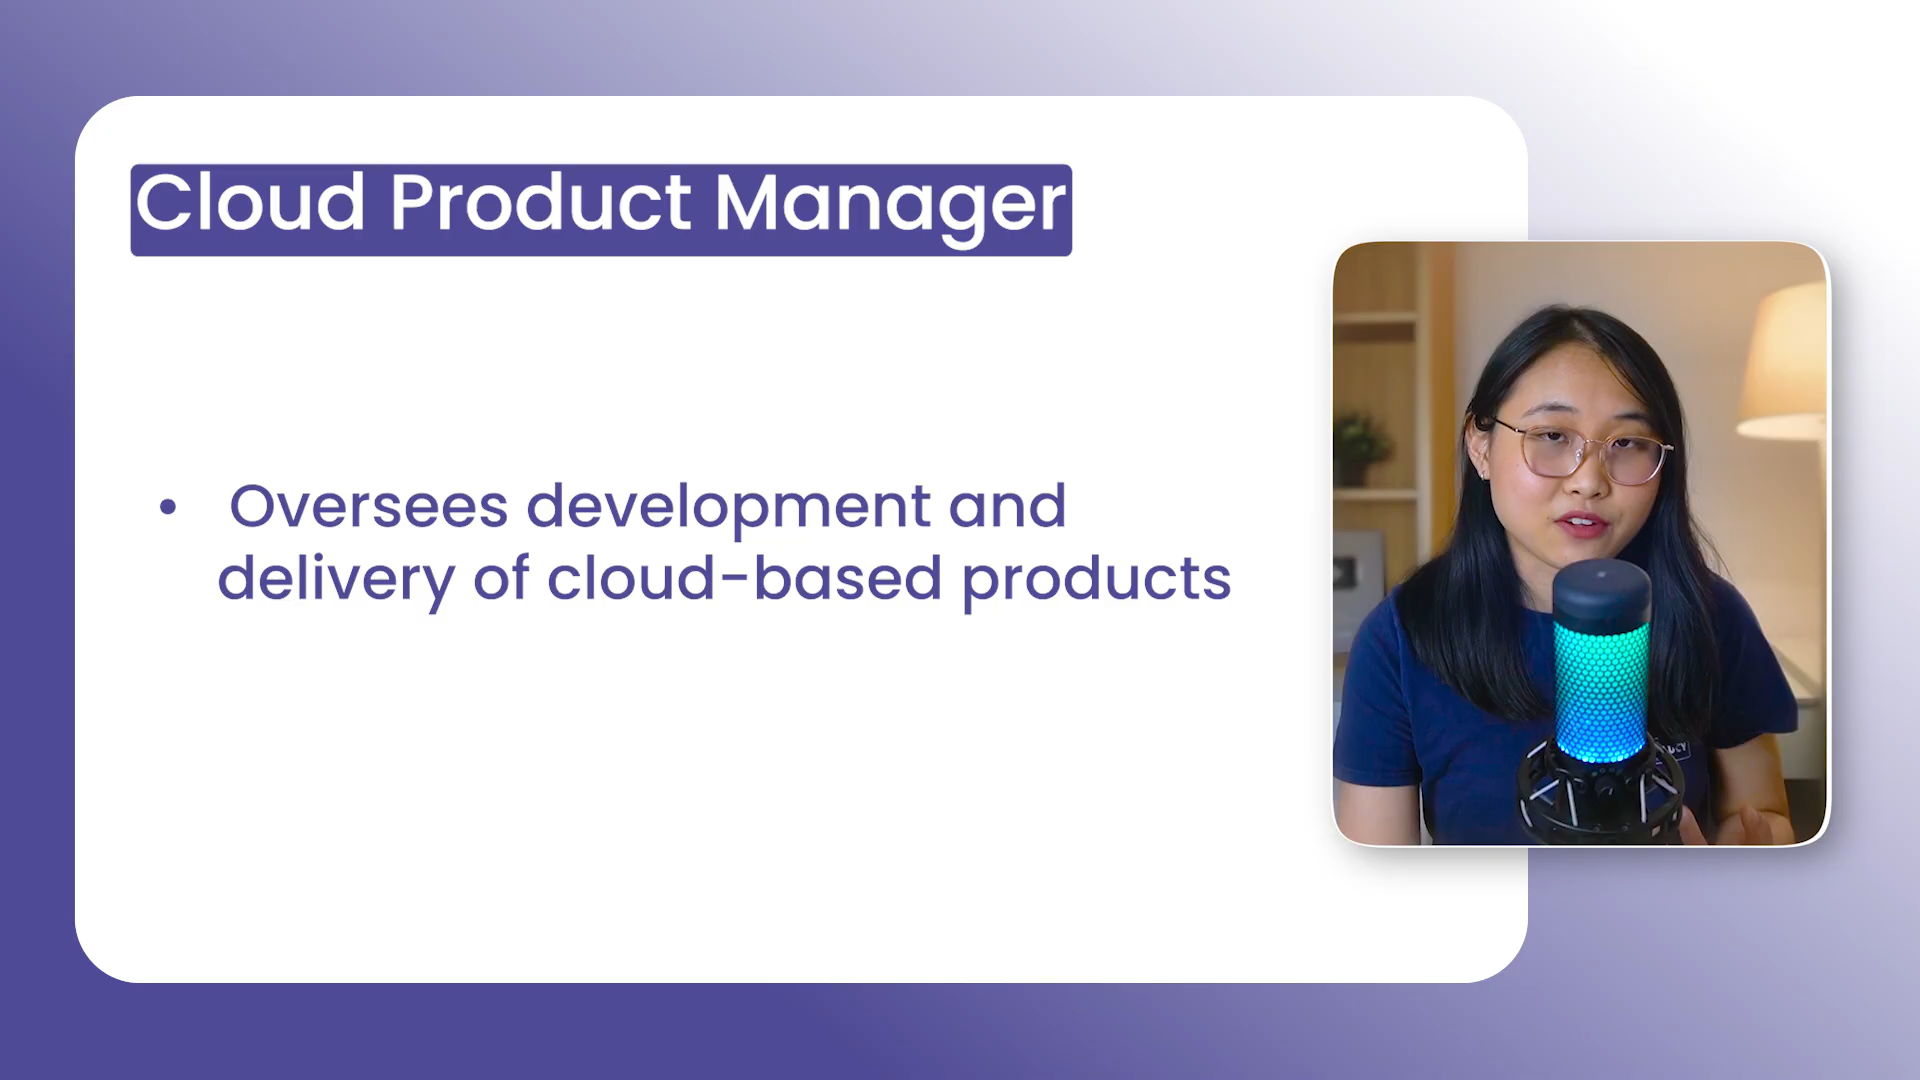 Cloud Product Manager
• Oversees development and
delivery of cloud-based products